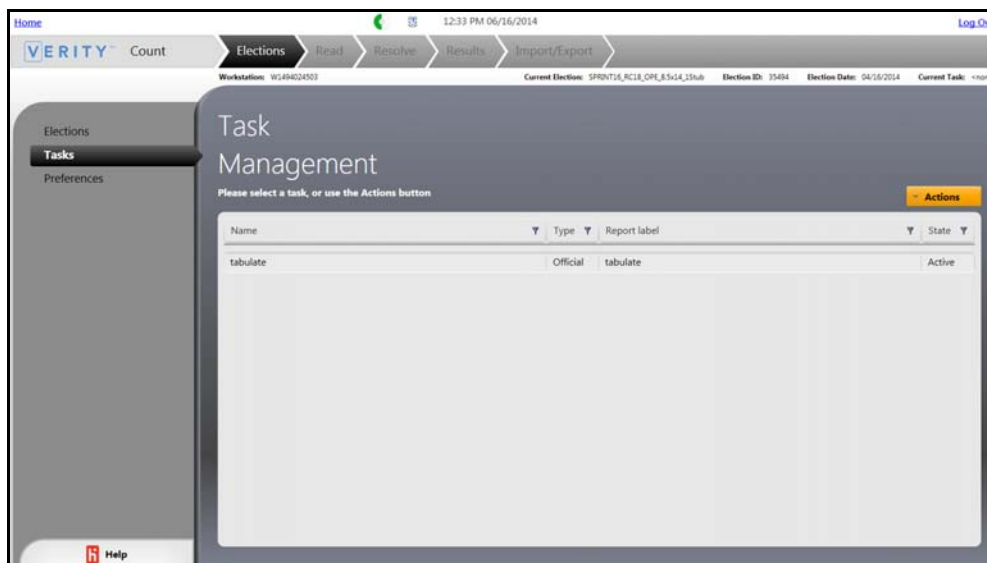 Home 12:33 PM 06/16/2014 Log
VERITY™ Count Elections Read Resolve Results Import/Export
Workstation: W1494024503 Current Election: SPRINT16_RC18_OPE_8.5x14_1Stub Election ID: 35494 Election Date: 04/16/2014 Current Task:
Elections
Tasks
Preferences
Task
Management
Please select a task, or use the Actions button
Actions
Name Type Report label State
tabulate Official tabulate Active
Help